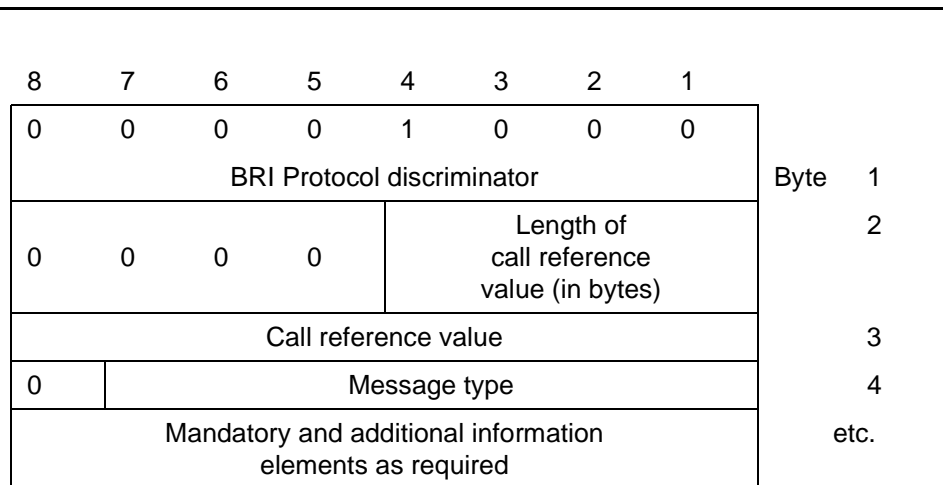 8 7 6 5 4 3 2 1
0 0 0 0 1 0 0 0
BRI Protocol discriminator Byte 1
Length of 2
0 0 0 0 call reference
value (in bytes)
Call reference value 3
0 Message type 4
Mandatory and additional information etc.
elements as required